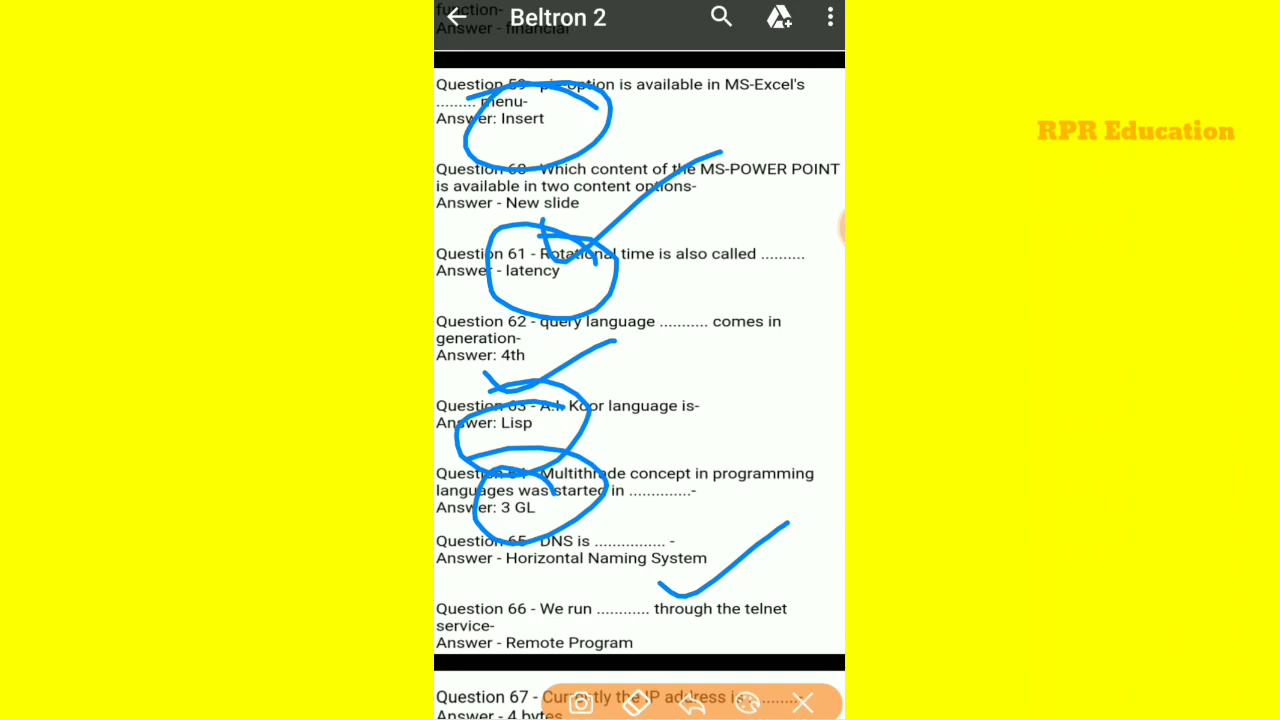 function-
Answer - financial
Beltron 2
RPR Education
Question 59 - pie option is available in MS-Excel's
......... menu-
Answer: Insert
Question 60 - Which content of the MS-POWER POINT
is available in two content options-
Answer - New slide
Question 61 - Rotational time is also called ..........
Answer - latency
Question 62 - query language ........... comes in
generation-
Answer: 4th
Question 63 - A.I. Koor language is-
Answer: Lisp
Question 64 - Multithrade concept in programming
languages was started in ..............-
Answer: 3 GL
Question 65 - DNS is ................ -
Answer - Horizontal Naming System
Question 66 - We run ............ through the telnet
service-
Answer - Remote Program
Question 67 - Currently the IP address is ...........-
Answer - 4 bytes